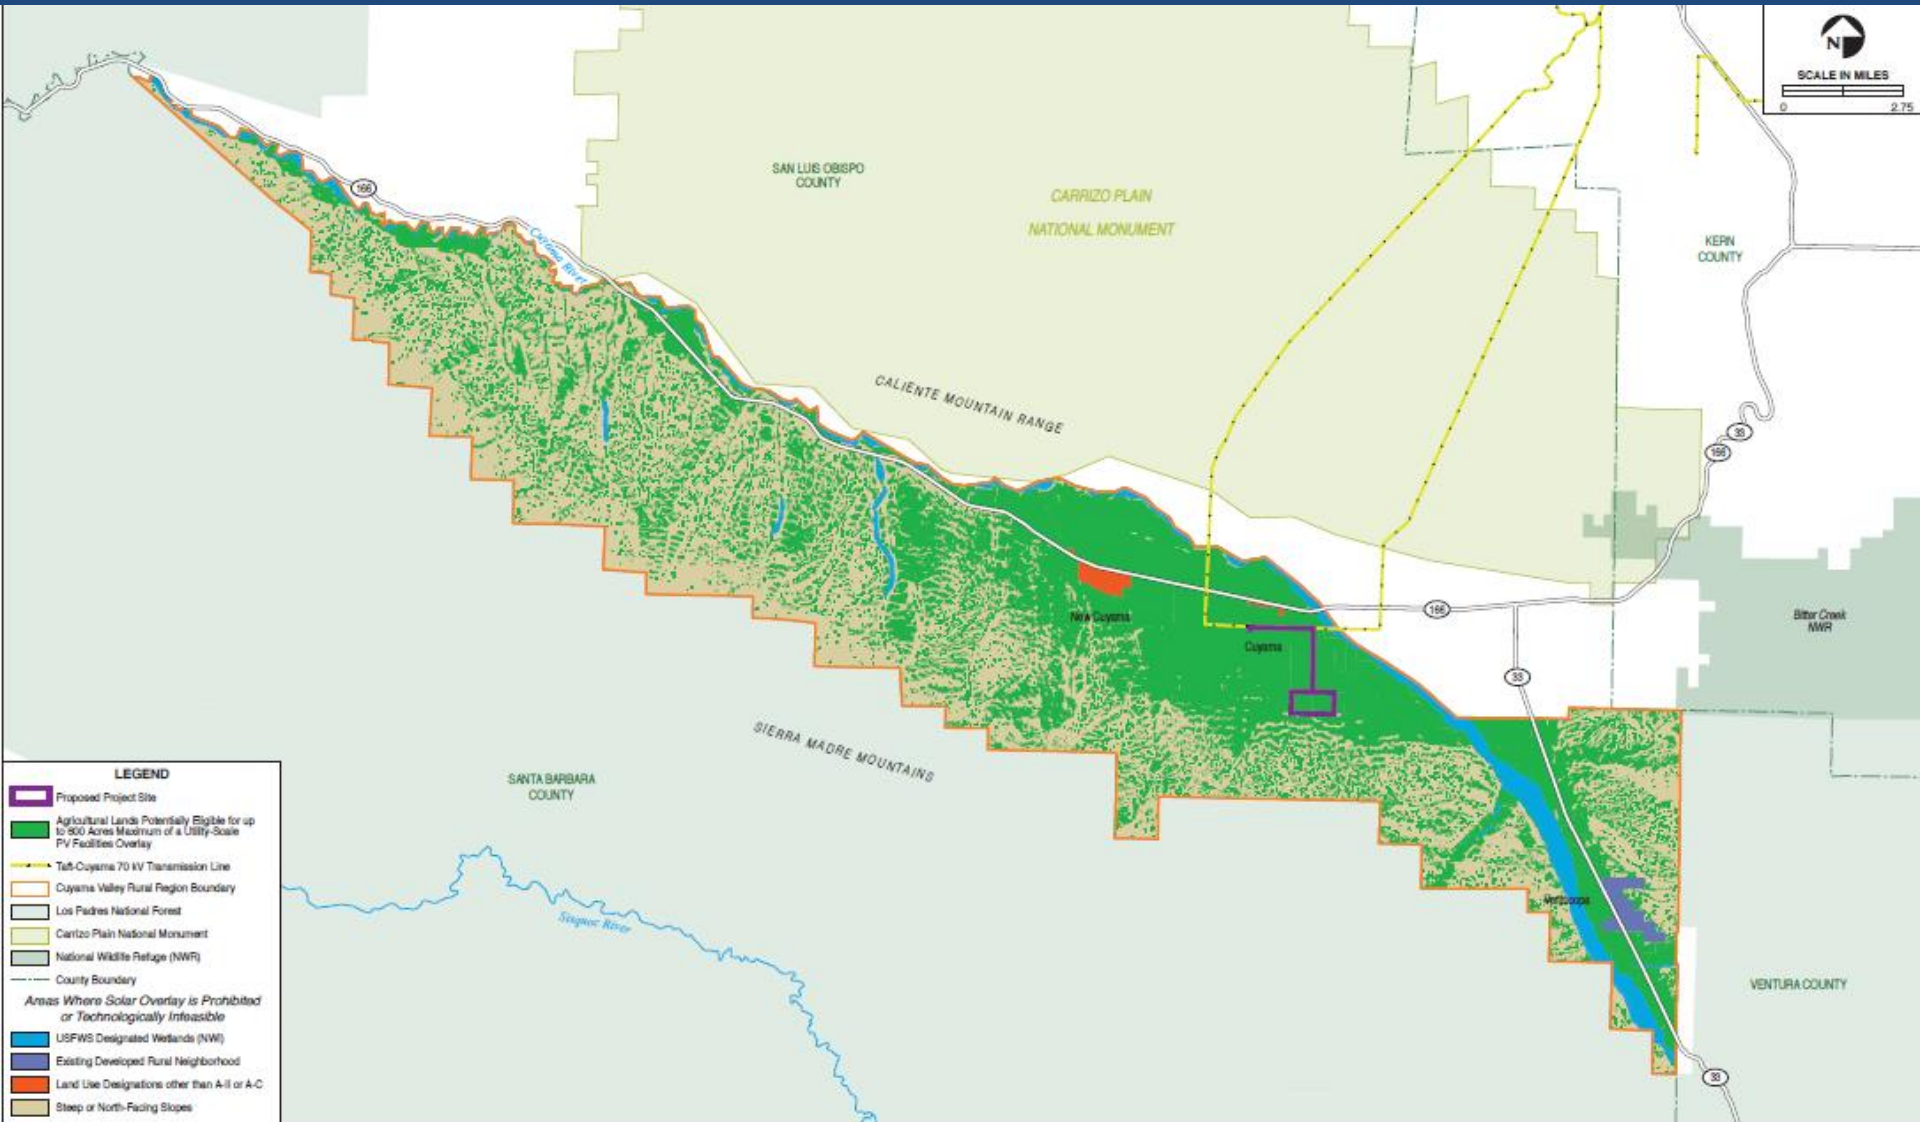 N
SCALE IN MILES
0 2.75
SAN LUIS OBISPO
COUNTY
CARRIZO PLAIN
NATIONAL MONUMENT
KERN
COUNTY
166
Cuyama River
CALIENTE MOUNTAIN RANGE
33
166
New Cuyama
166
Bitter Creek
NWR
Cuyama
33
SIERRA MADRE MOUNTAINS
SANTA BARBARA
COUNTY
Ventucopa
Sisquoc River
VENTURA COUNTY
33
LEGEND
Proposed Project Site
Agricultural Lands Potentially Eligible for up
to 600 Acres Maximum of a Utility-Scale
PV Facilities Overlay
Taft-Cuyama 70 kV Transmission Line
Cuyama Valley Rural Region Boundary
Los Padres National Forest
Carrizo Plain National Monument
National Wildlife Refuge (NWR)
County Boundary
Areas Where Solar Overlay is Prohibited
or Technologically Infeasible
USFWS Designated Wetlands (NWI)
Existing Developed Rural Neighborhood
Land Use Designations other than A-II or A-C
Steep or North-Facing Slopes